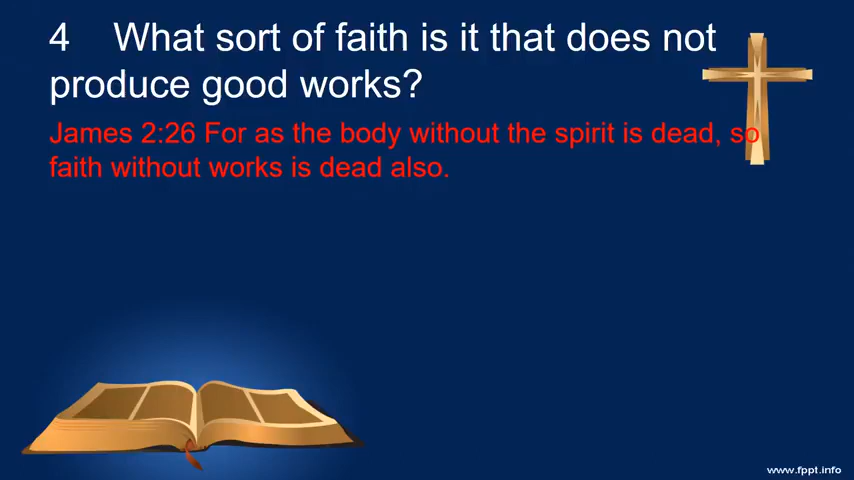 4 What sort of faith is it that does not
produce good works?
James 2:26 For as the body without the spirit is dead, so
faith without works is dead also.
www.fppt.info